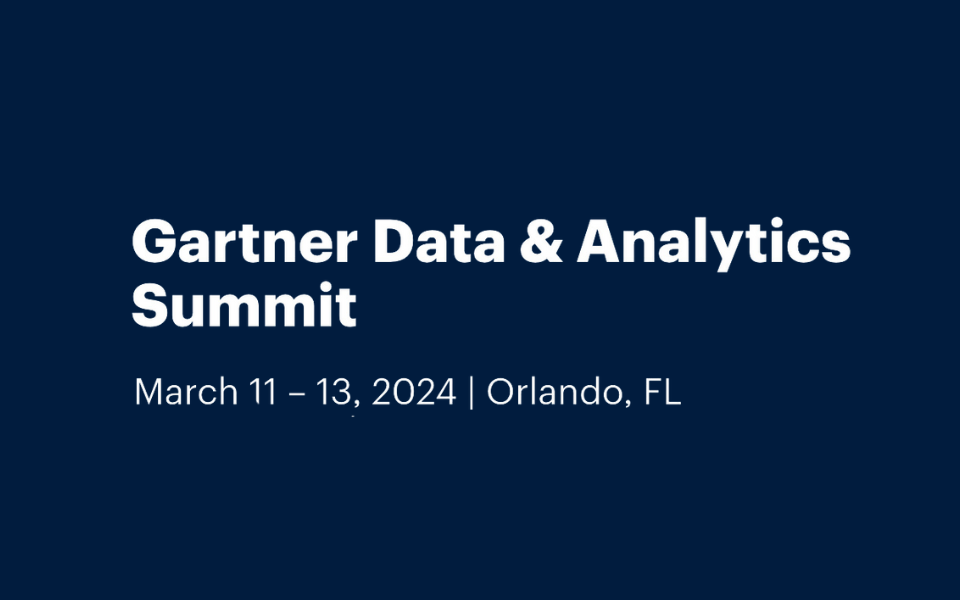 Gartner Data & Analytics
Summit
March 11 – 13, 2024 | Orlando, FL